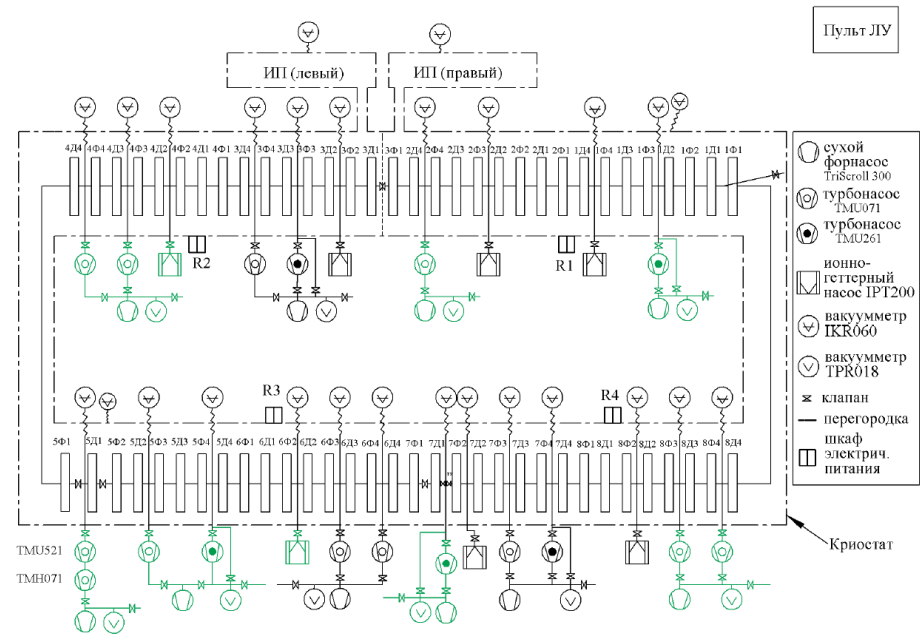 Пульт ЛУ
ИП (левый)
ИП (правый)
4Д4 4Ф4 4Д3 4Ф3 4Д2 4Ф2 4Д1 4Ф1 3Д4 3Ф4 3Д3 3Ф3 3Д2 3Ф2 3Д1 3Ф1 2Д4 2Ф4 2Д3 2Ф3 2Д2 2Ф2 2Д1 2Ф1 1Д4 1Ф4 1Д3 1Ф3 1Д2 1Ф2 1Д1 1Ф1
R2
R1
R3
R4
5Ф1 5Д1 5Ф2 5Д2 5Ф3 5Д3 5Ф4 5Д4 6Ф1 6Д1 6Ф2 6Д2 6Ф3 6Д3 6Ф4 6Д4 7Ф1 7Д1 7Ф2 7Д2 7Ф3 7Д3 7Ф4 7Д4 8Ф1 8Д1 8Ф2 8Д2 8Ф3 8Д3 8Ф4 8Д4
TMU521
TMH071
сухой
форнасос
TriScroll 300
турбонасос
TMU071
турбонасос
TMU261
ионно-
геттерный
насос IPT200
вакуумметр
IKR060
вакуумметр
TPR018
клапан
перегородка
шкаф
электрич.
питания
Криостат